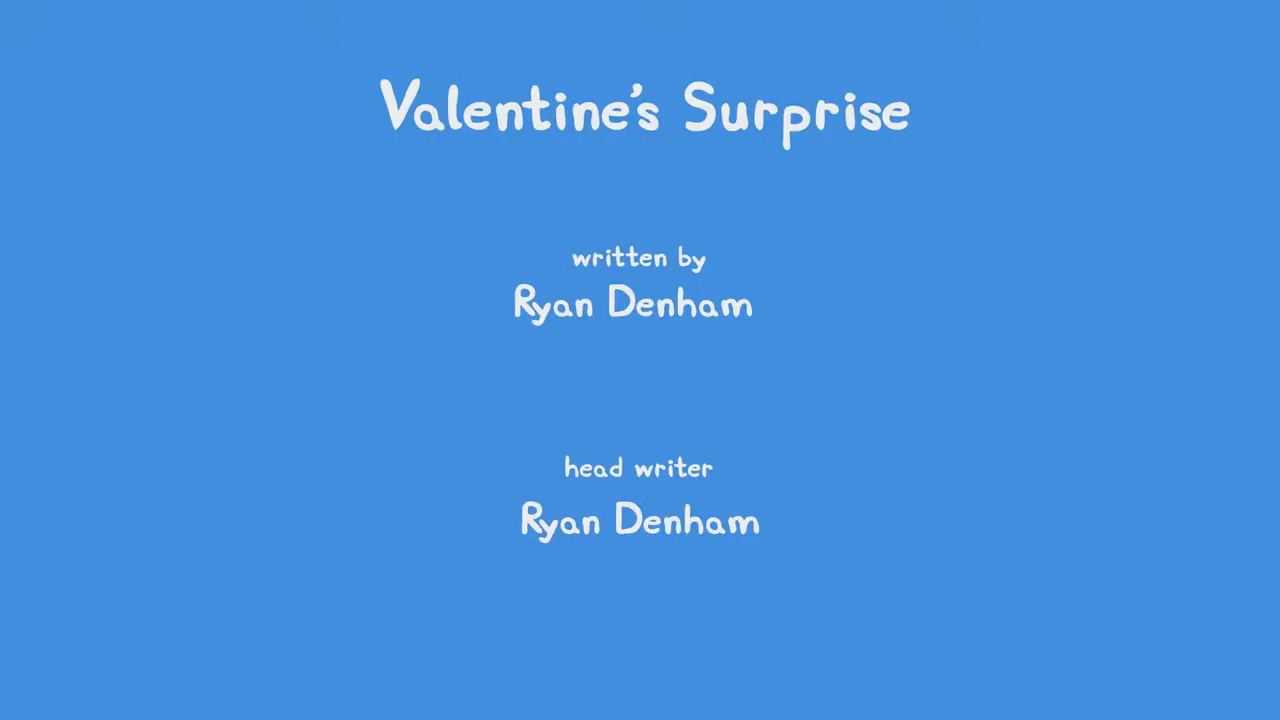 Valentine's Surprise
written by
Ryan Denham
head writer
Ryan Denham